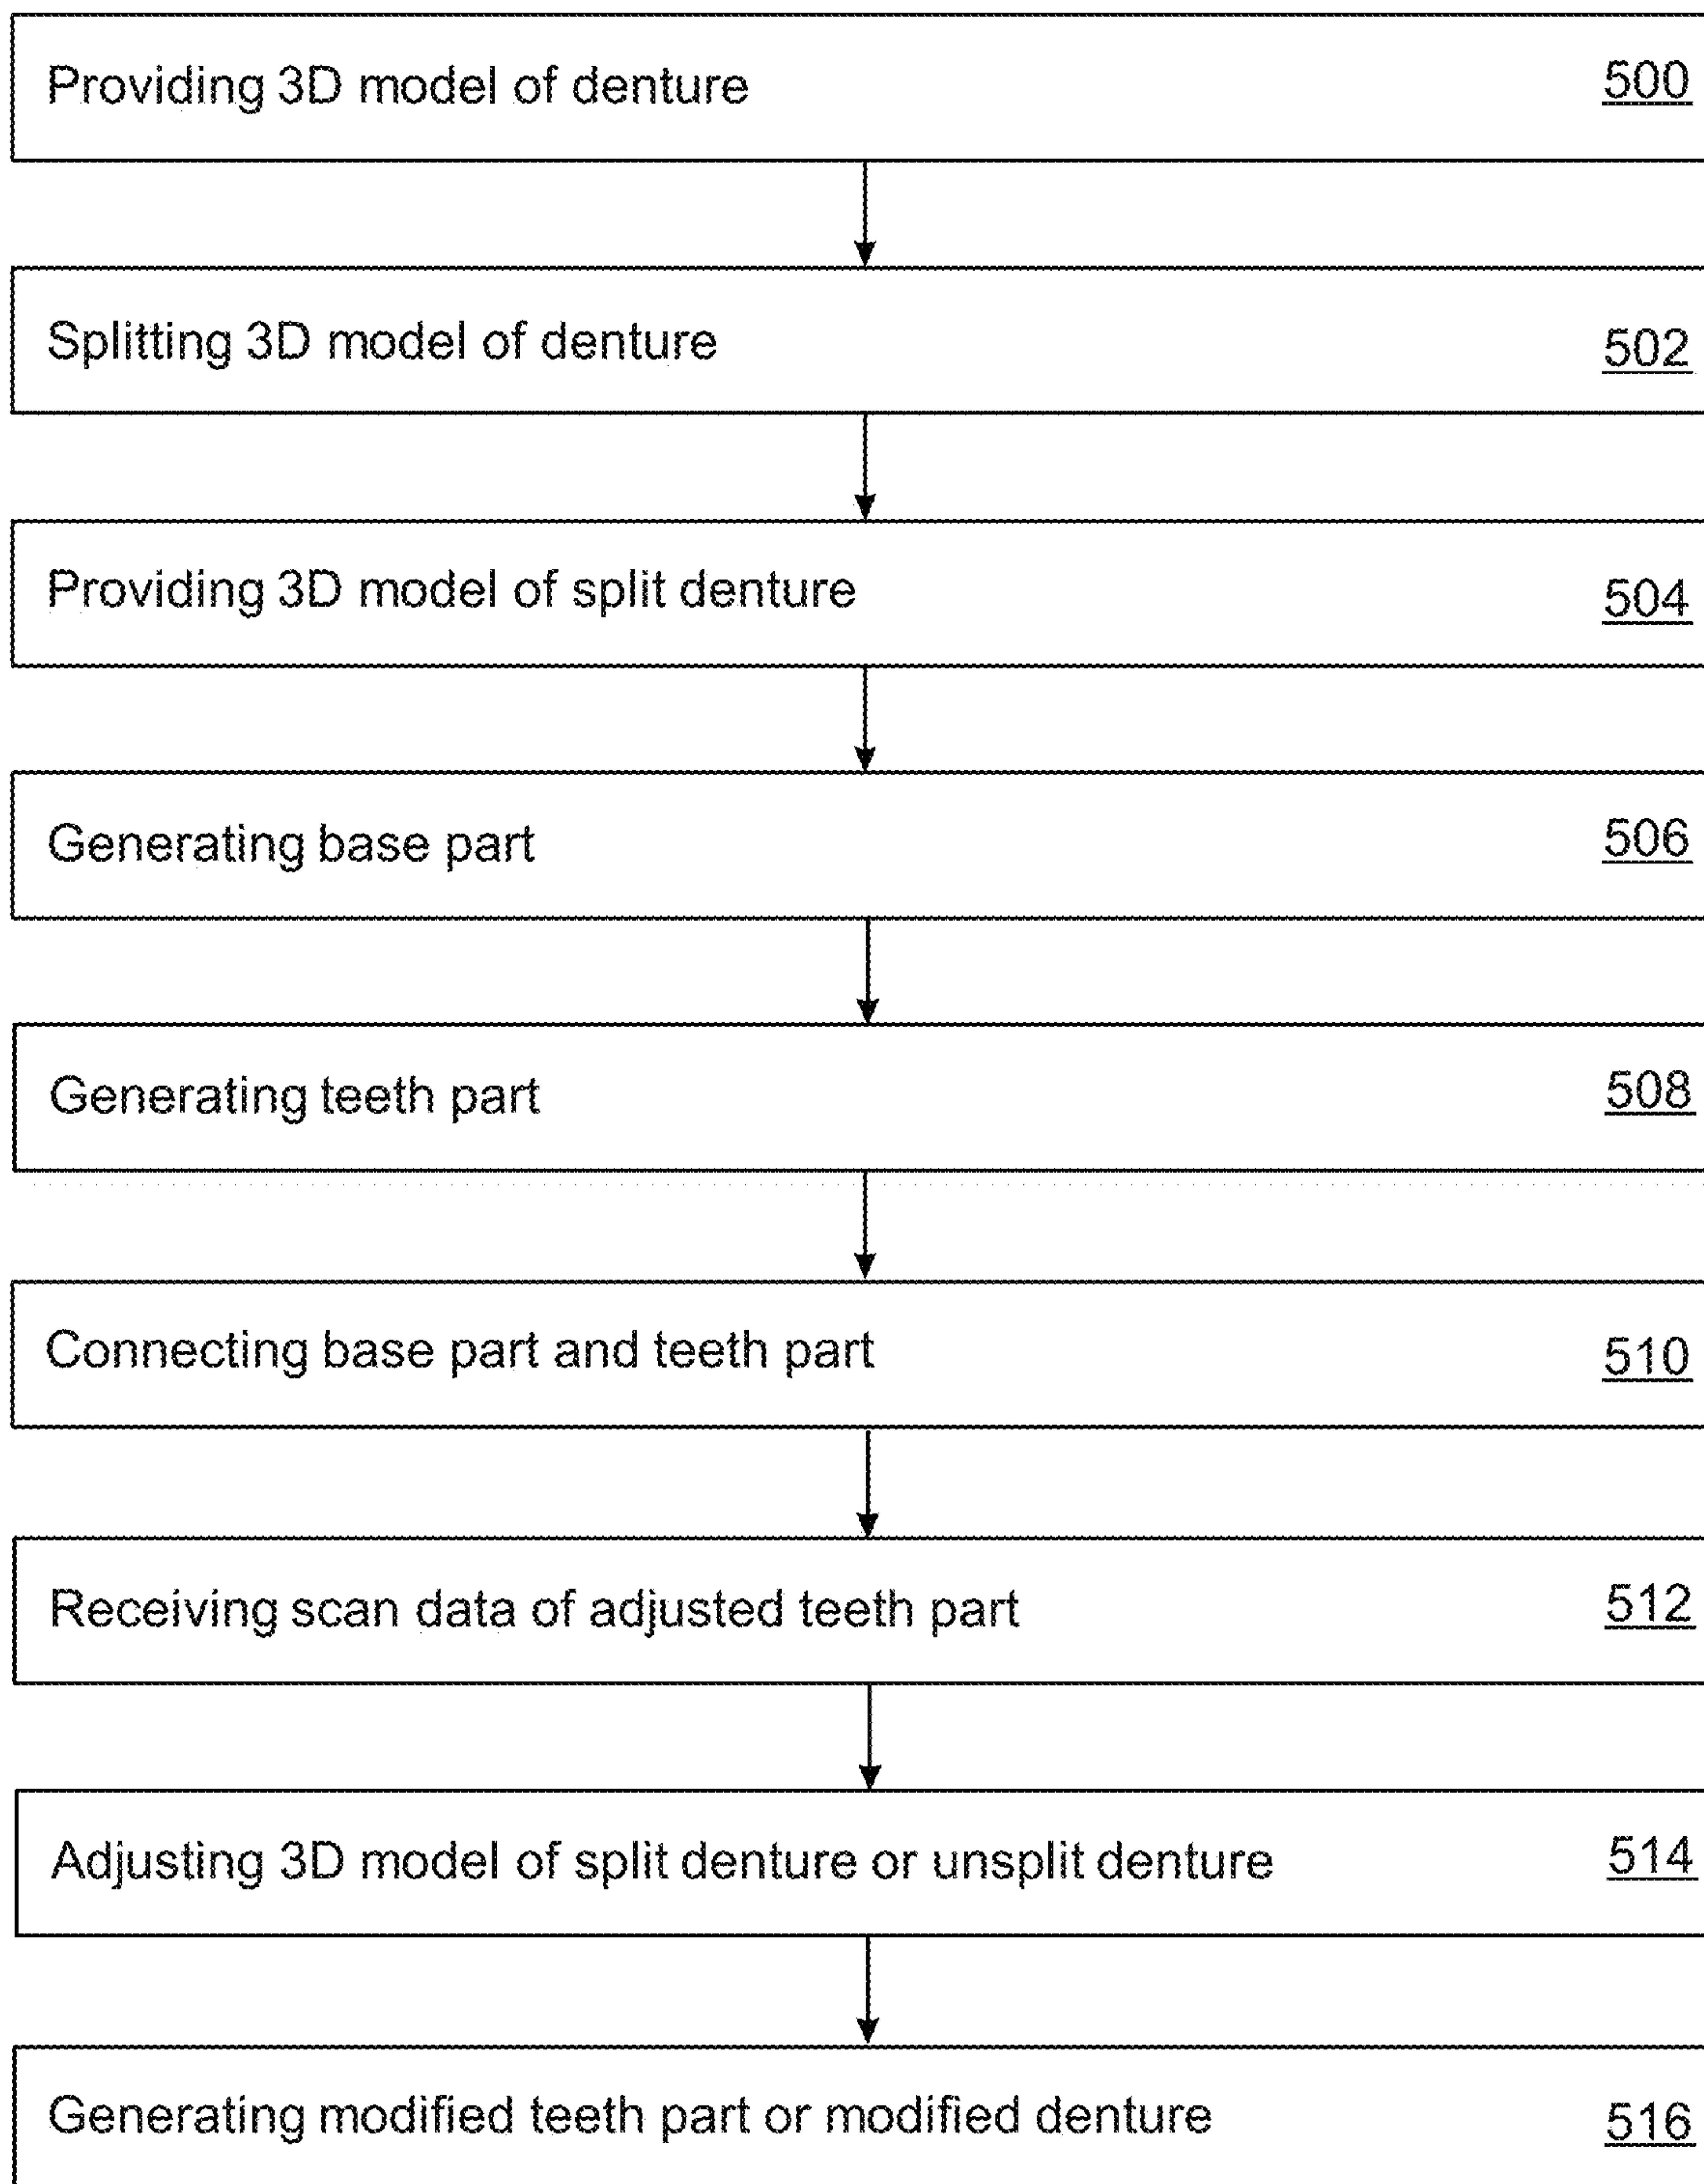 Providing 3D model of denture 500
Splitting 3D model of denture 502
Providing 3D model of split denture 504
Generating base part 506
Generating teeth part 508
Connecting base part and teeth part 510
Receiving scan data of adjusted teeth part 512
Adjusting 3D model of split denture or unsplit denture 514
Generating modified teeth part or modified denture 516